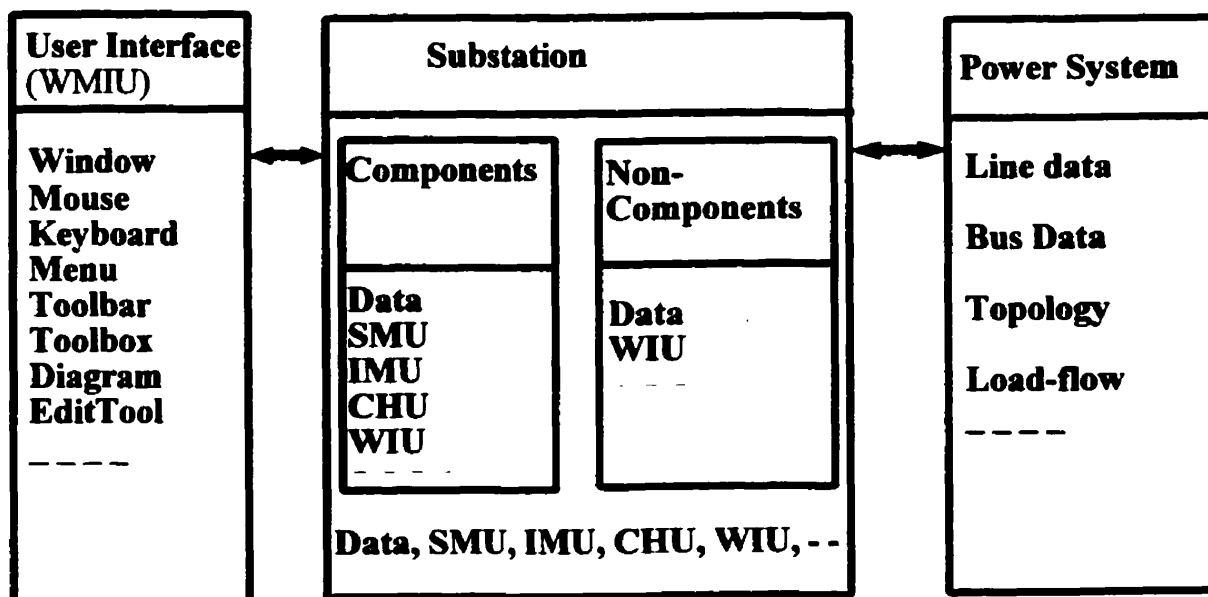 User Interface
(WMIU)
Window
Mouse
Keyboard
Menu
Toolbar
Toolbox
Diagram
EditTool
- - - -
Substation
Components
Data
SMU
IMU
CHU
WIU
- - - -
Non-
Components
Data
WIU
- - -
Data, SMU, IMU, CHU, WIU, - -
Power System
Line data
Bus Data
Topology
Load-flow
- - - -